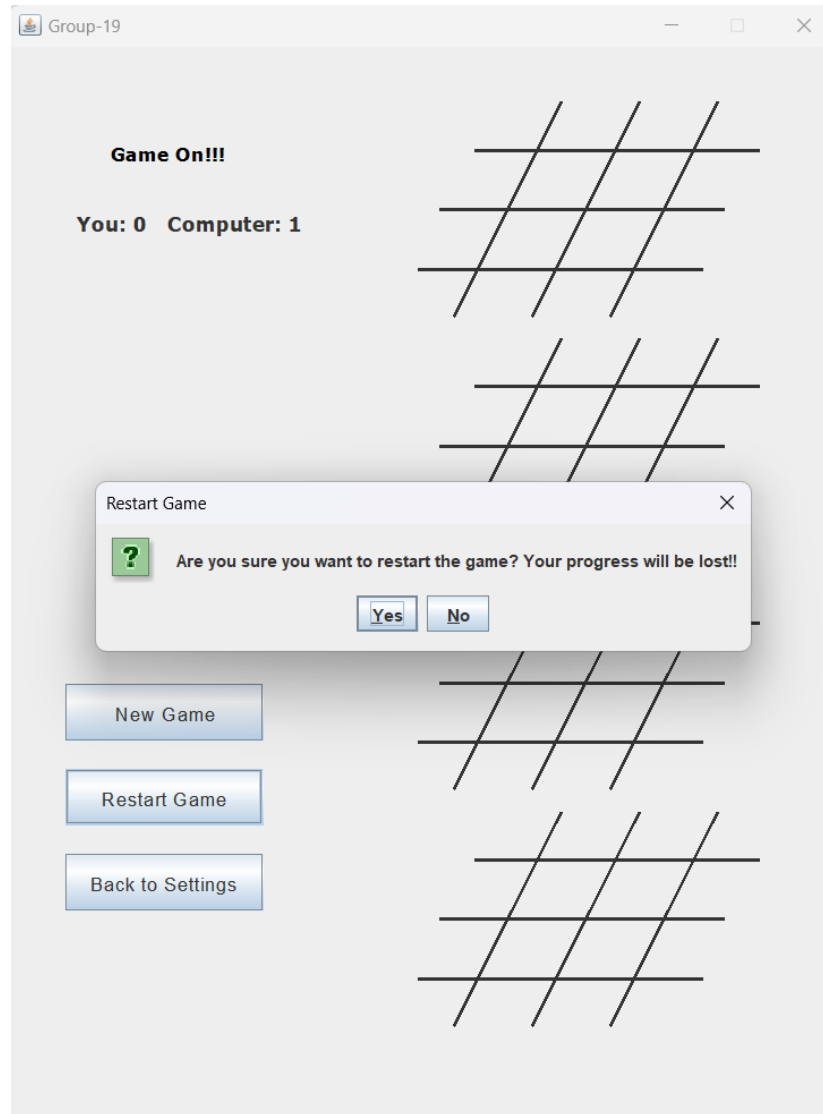 Group-19
Game On!!!
You: 0 Computer: 1
Restart Game
?
Are you sure you want to restart the game? Your progress will be lost!!
Yes No
New Game
Restart Game
Back to Settings